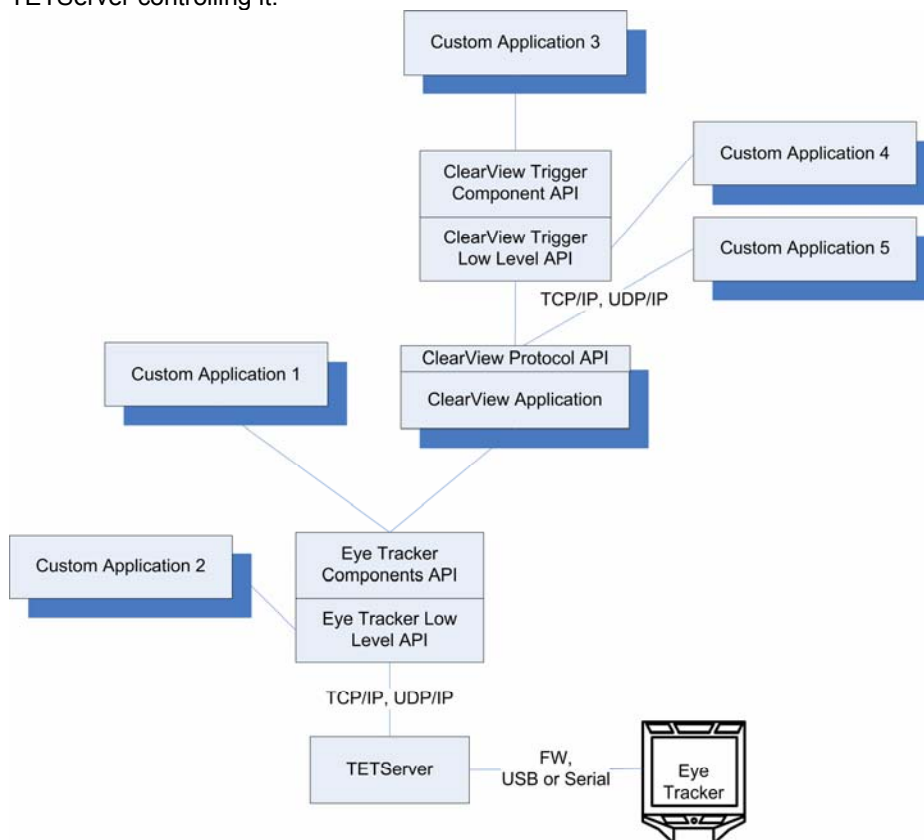 TETServer controlling it.
Custom Application 3
ClearView Trigger
Component API
ClearView Trigger
Low Level API
Custom Application 4
Custom Application 5
TCP/IP, UDP/IP
ClearView Protocol API
ClearView Application
Custom Application 1
Custom Application 2
Eye Tracker
Components API
Eye Tracker Low
Level API
TCP/IP, UDP/IP
TETServer
FW,
USB or Serial
Eye
Tracker